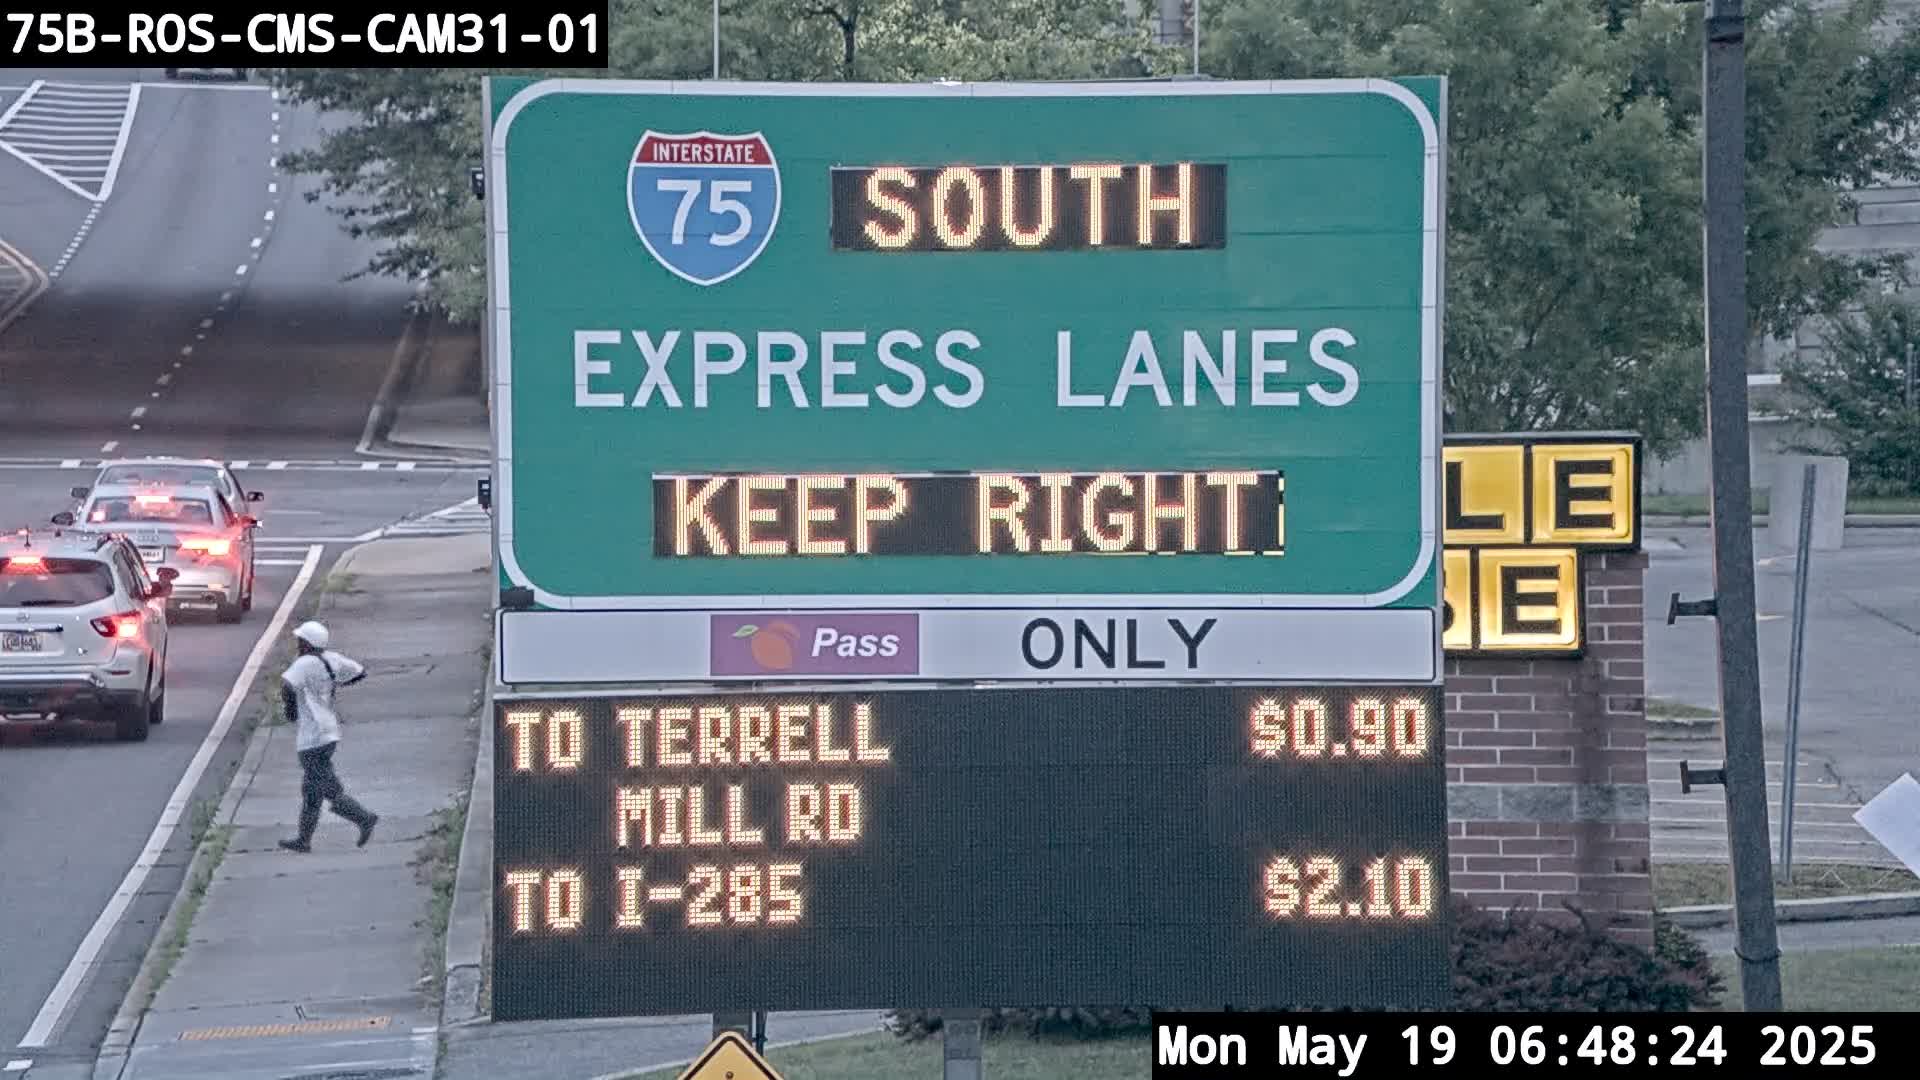 75B-ROS-CMS-CAM31-01
INTERSTATE
75
SOUTH
EXPRESS LANES
KEEP RIGHT
Pass ONLY
TO TERRELL $0.90
MILL RD
TO I-285 $2.10
LE
E
Mon May 19 06:48:24 2025